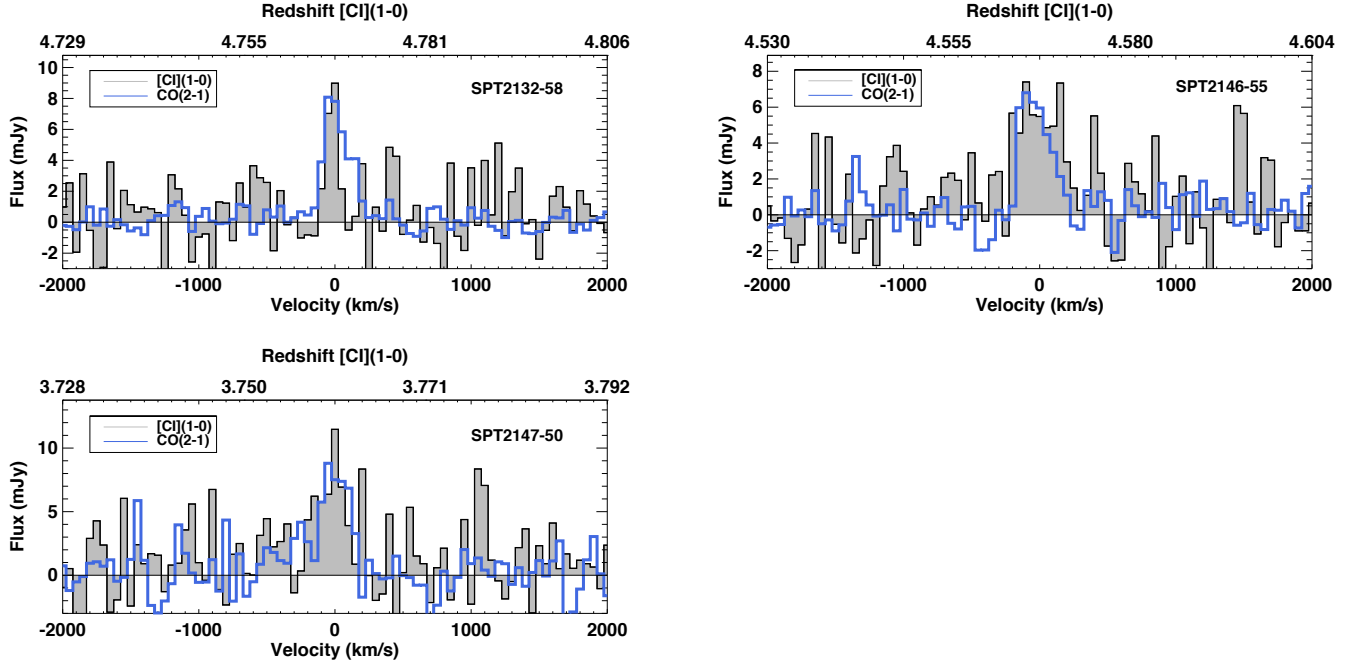 Redshift [CI](1-0)
4.729 4.755 4.781 4.806
[CI](1-0)
CO(2-1)
SPT2132-58
Flux (mJy)
10
8
6
4
2
0
-2
-2000 -1000 0 1000 2000
Velocity (km/s)
Redshift [CI](1-0)
4.530 4.555 4.580 4.604
[CI](1-0)
CO(2-1)
SPT2146-55
Flux (mJy)
8
6
4
2
0
-2
-2000 -1000 0 1000 2000
Velocity (km/s)
Redshift [CI](1-0)
3.728 3.750 3.771 3.792
[CI](1-0)
CO(2-1)
SPT2147-50
Flux (mJy)
10
5
0
-2000 -1000 0 1000 2000
Velocity (km/s)